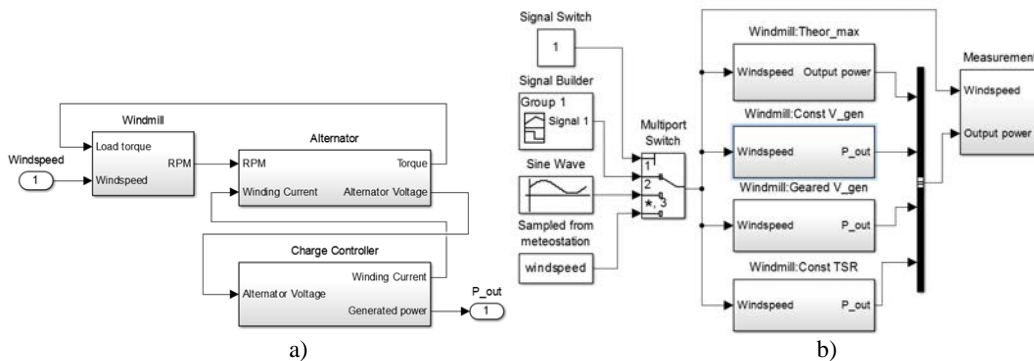 Windmill
Load torque
RPM
Windspeed
Windspeed
1
Alternator
RPM
Torque
Winding Current
Alternator Voltage
Charge Controller
Winding Current
Alternator Voltage
Generated power
P_out
1
a)
Signal Switch
1
Signal Builder
Group 1
Signal 1
Sine Wave
Sampled from
meteostation
windspeed
Multiport
Switch
1
2
*, 3
Windmill:Theor_max
Windspeed Output power
Windmill:Const V_gen
Windspeed P_out
Windmill:Geared V_gen
Windspeed P_out
Windmill:Const TSR
Windspeed P_out
Measurement
Windspeed
Output power
b)